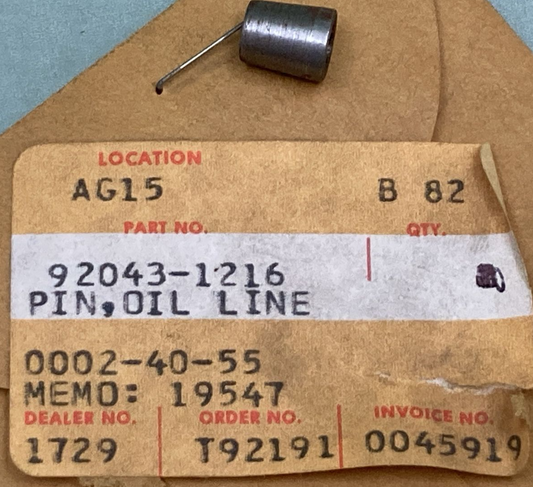 LOCATION
AG15 B 82
PART NO. QTY.
92043-1216
PIN,OIL LINE
0002-40-55
MEMO: 19547
DEALER NO. ORDER NO. INVOICE NO.
1729 T92191 0045919